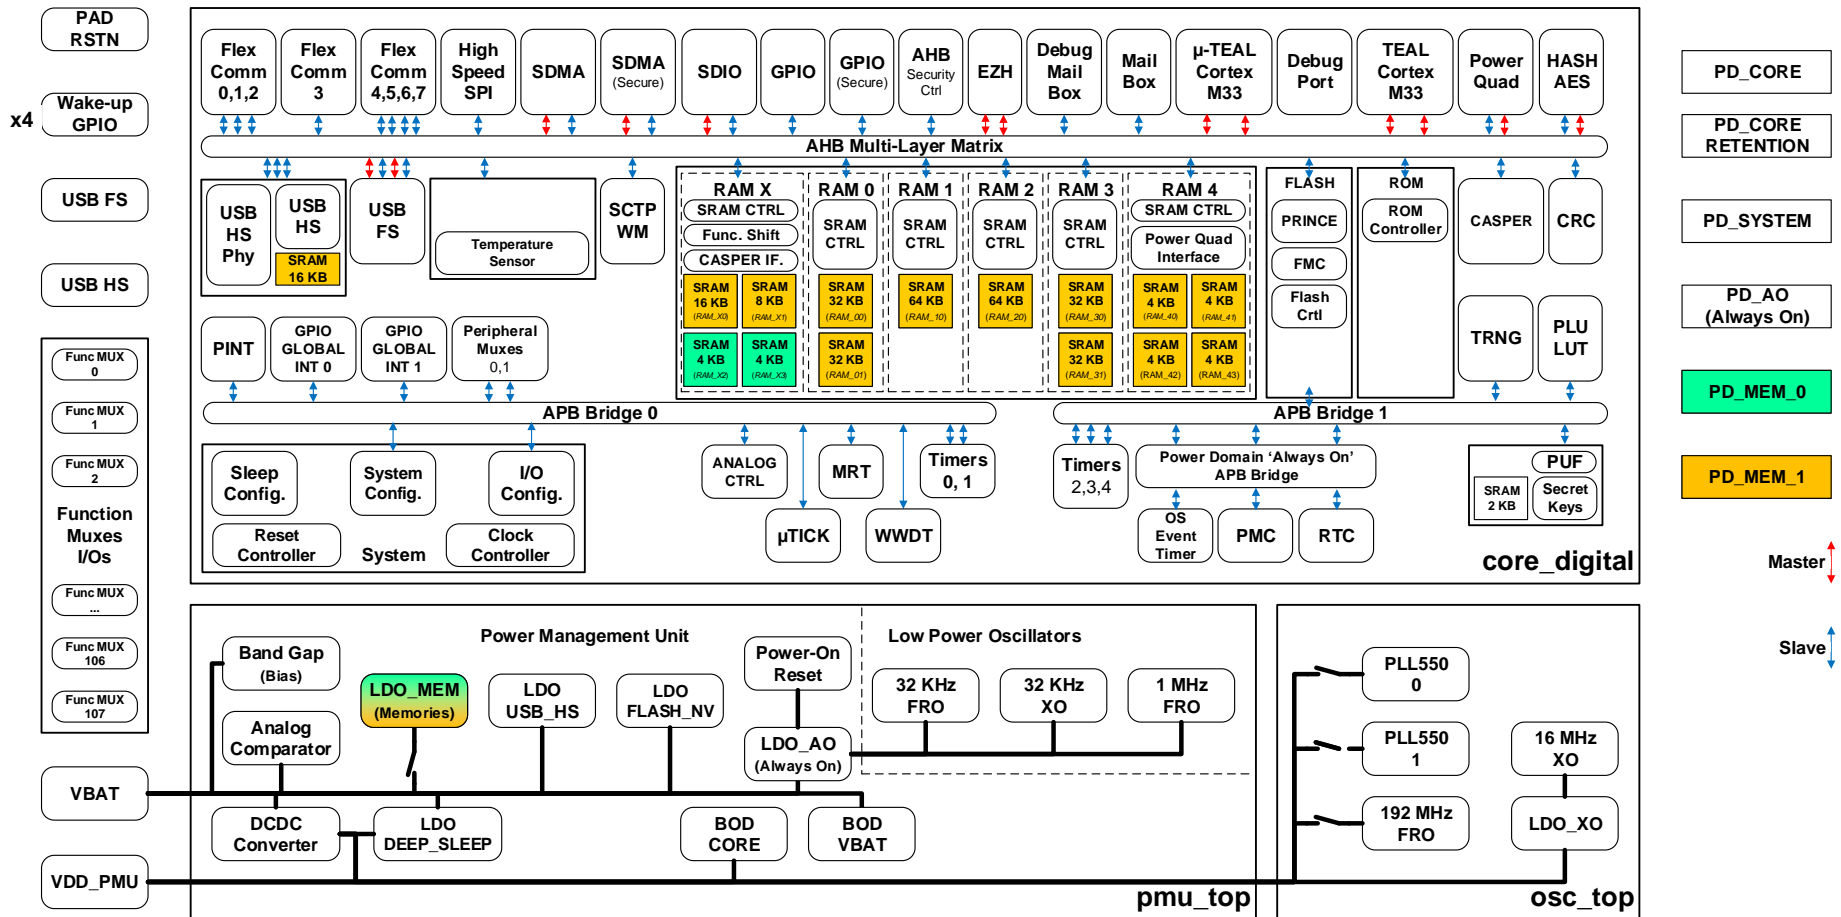 PAD
RSTN
x4
Wake-up
GPIO
USB FS
USB HS
Func MUX
0
Func MUX
1
Func MUX
2
Function
Muxes
I/Os
Func MUX
...
Func MUX
106
Func MUX
107
VBAT
VDD_PMU
Flex
Comm
0,1,2
Flex
Comm
3
Flex
Comm
4,5,6,7
High
Speed
SPI
SDMA
SDMA
(Secure)
SDIO
GPIO
GPIO
(Secure)
AHB
Security
Ctrl
EZH
Debug
Mail
Box
Mail
Box
µ-TEAL
Cortex
M33
Debug
Port
TEAL
Cortex
M33
Power
Quad
HASH
AES
AHB Multi-Layer Matrix
USB
HS
Phy
USB
HS
SRAM
16 KB
USB
FS
Temperature
Sensor
SCTP
WM
RAM X
SRAM CTRL
Func. Shift
CASPER IF.
SRAM
16 KB
(RAM_X0)
SRAM
8 KB
(RAM_X1)
SRAM
4 KB
(RAM_X2)
SRAM
4 KB
(RAM_X3)
RAM 0
SRAM
CTRL
SRAM
32 KB
(RAM_00)
SRAM
32 KB
(RAM_01)
RAM 1
SRAM
CTRL
SRAM
64 KB
(RAM_10)
RAM 2
SRAM
CTRL
SRAM
64 KB
(RAM_20)
RAM 3
SRAM
CTRL
SRAM
32 KB
(RAM_30)
SRAM
32 KB
(RAM_31)
RAM 4
SRAM CTRL
Power Quad
Interface
SRAM
4 KB
(RAM_40)
SRAM
4 KB
(RAM_41)
SRAM
4 KB
(RAM_42)
SRAM
4 KB
(RAM_43)
FLASH
PRINCE
FMC
Flash
Crtl
ROM
ROM
Controller
CASPER
CRC
PINT
GPIO
GLOBAL
INT 0
GPIO
GLOBAL
INT 1
Peripheral
Muxes
0,1
TRNG
PLU
LUT
APB Bridge 0
APB Bridge 1
Sleep
Config.
System
Config.
I/O
Config.
Reset
Controller
System
Clock
Controller
ANALOG
CTRL
µTICK
MRT
WWDT
Timers
0, 1
Timers
2,3,4
Power Domain ‘Always On’
APB Bridge
OS
Event
Timer
PMC
RTC
PUF
SRAM
2 KB
Secret
Keys
core_digital
Power Management Unit
Band Gap
(Bias)
Analog
Comparator
LDO_MEM
(Memories)
LDO
USB_HS
LDO
FLASH_NV
Power-On
Reset
LDO_AO
(Always On)
Low Power Oscillators
32 KHz
FRO
32 KHz
XO
1 MHz
FRO
DCDC
Converter
LDO
DEEP_SLEEP
BOD
CORE
BOD
VBAT
pmu_top
PLL550
0
PLL550
1
192 MHz
FRO
16 MHz
XO
LDO_XO
osc_top
PD_CORE
PD_CORE
RETENTION
PD_SYSTEM
PD_AO
(Always On)
PD_MEM_0
PD_MEM_1
Master
Slave